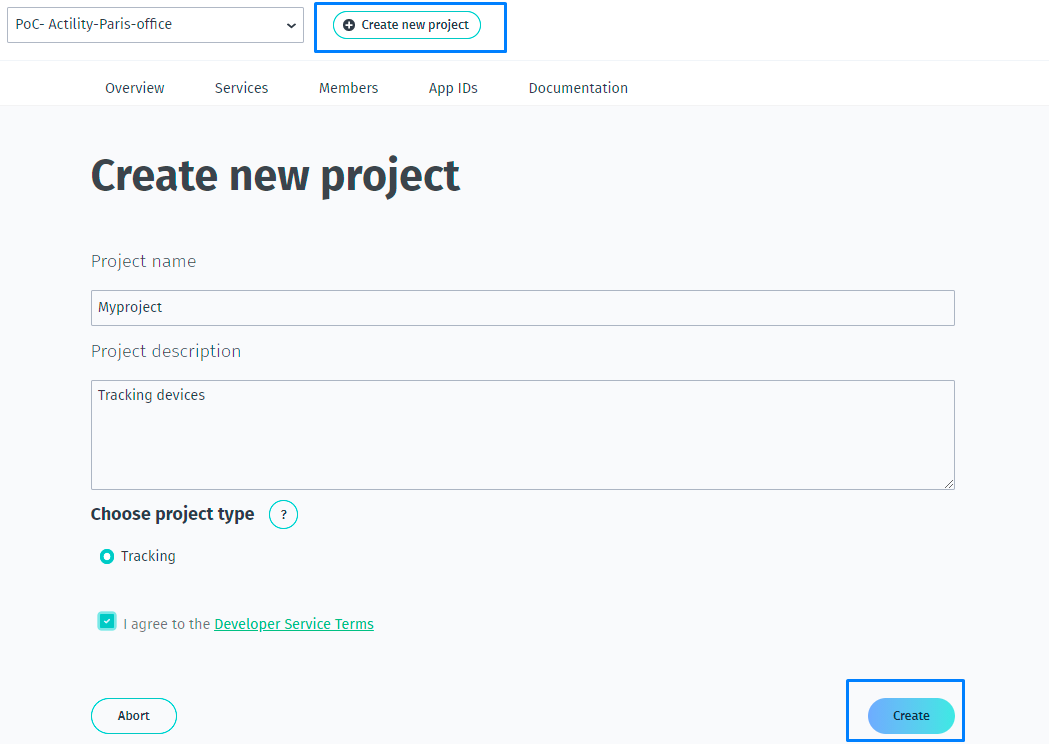 PoC- Actility-Paris-office
Create new project
Overview Services Members App IDs Documentation
Create new project
Project name
Myproject
Project description
Tracking devices
Choose project type ?
Tracking
I agree to the Developer Service Terms
Abort Create